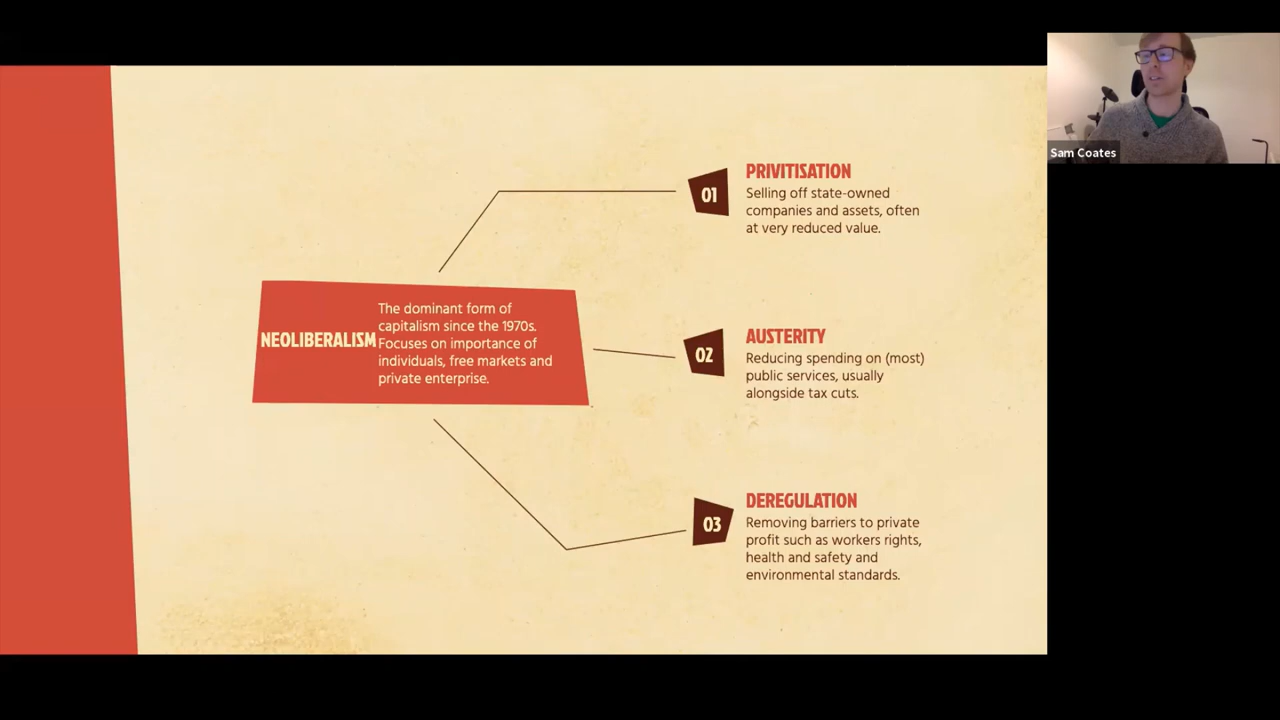 NEOLIBERALISM
The dominant form of
capitalism since the 1970s.
Focuses on importance of
individuals, free markets and
private enterprise.
01
PRIVITISATION
Selling off state-owned
companies and assets, often
at very reduced value.
02
AUSTERITY
Reducing spending on (most)
public services, usually
alongside tax cuts.
03
DEREGULATION
Removing barriers to private
profit such as workers rights,
health and safety and
environmental standards.
Sam Coates